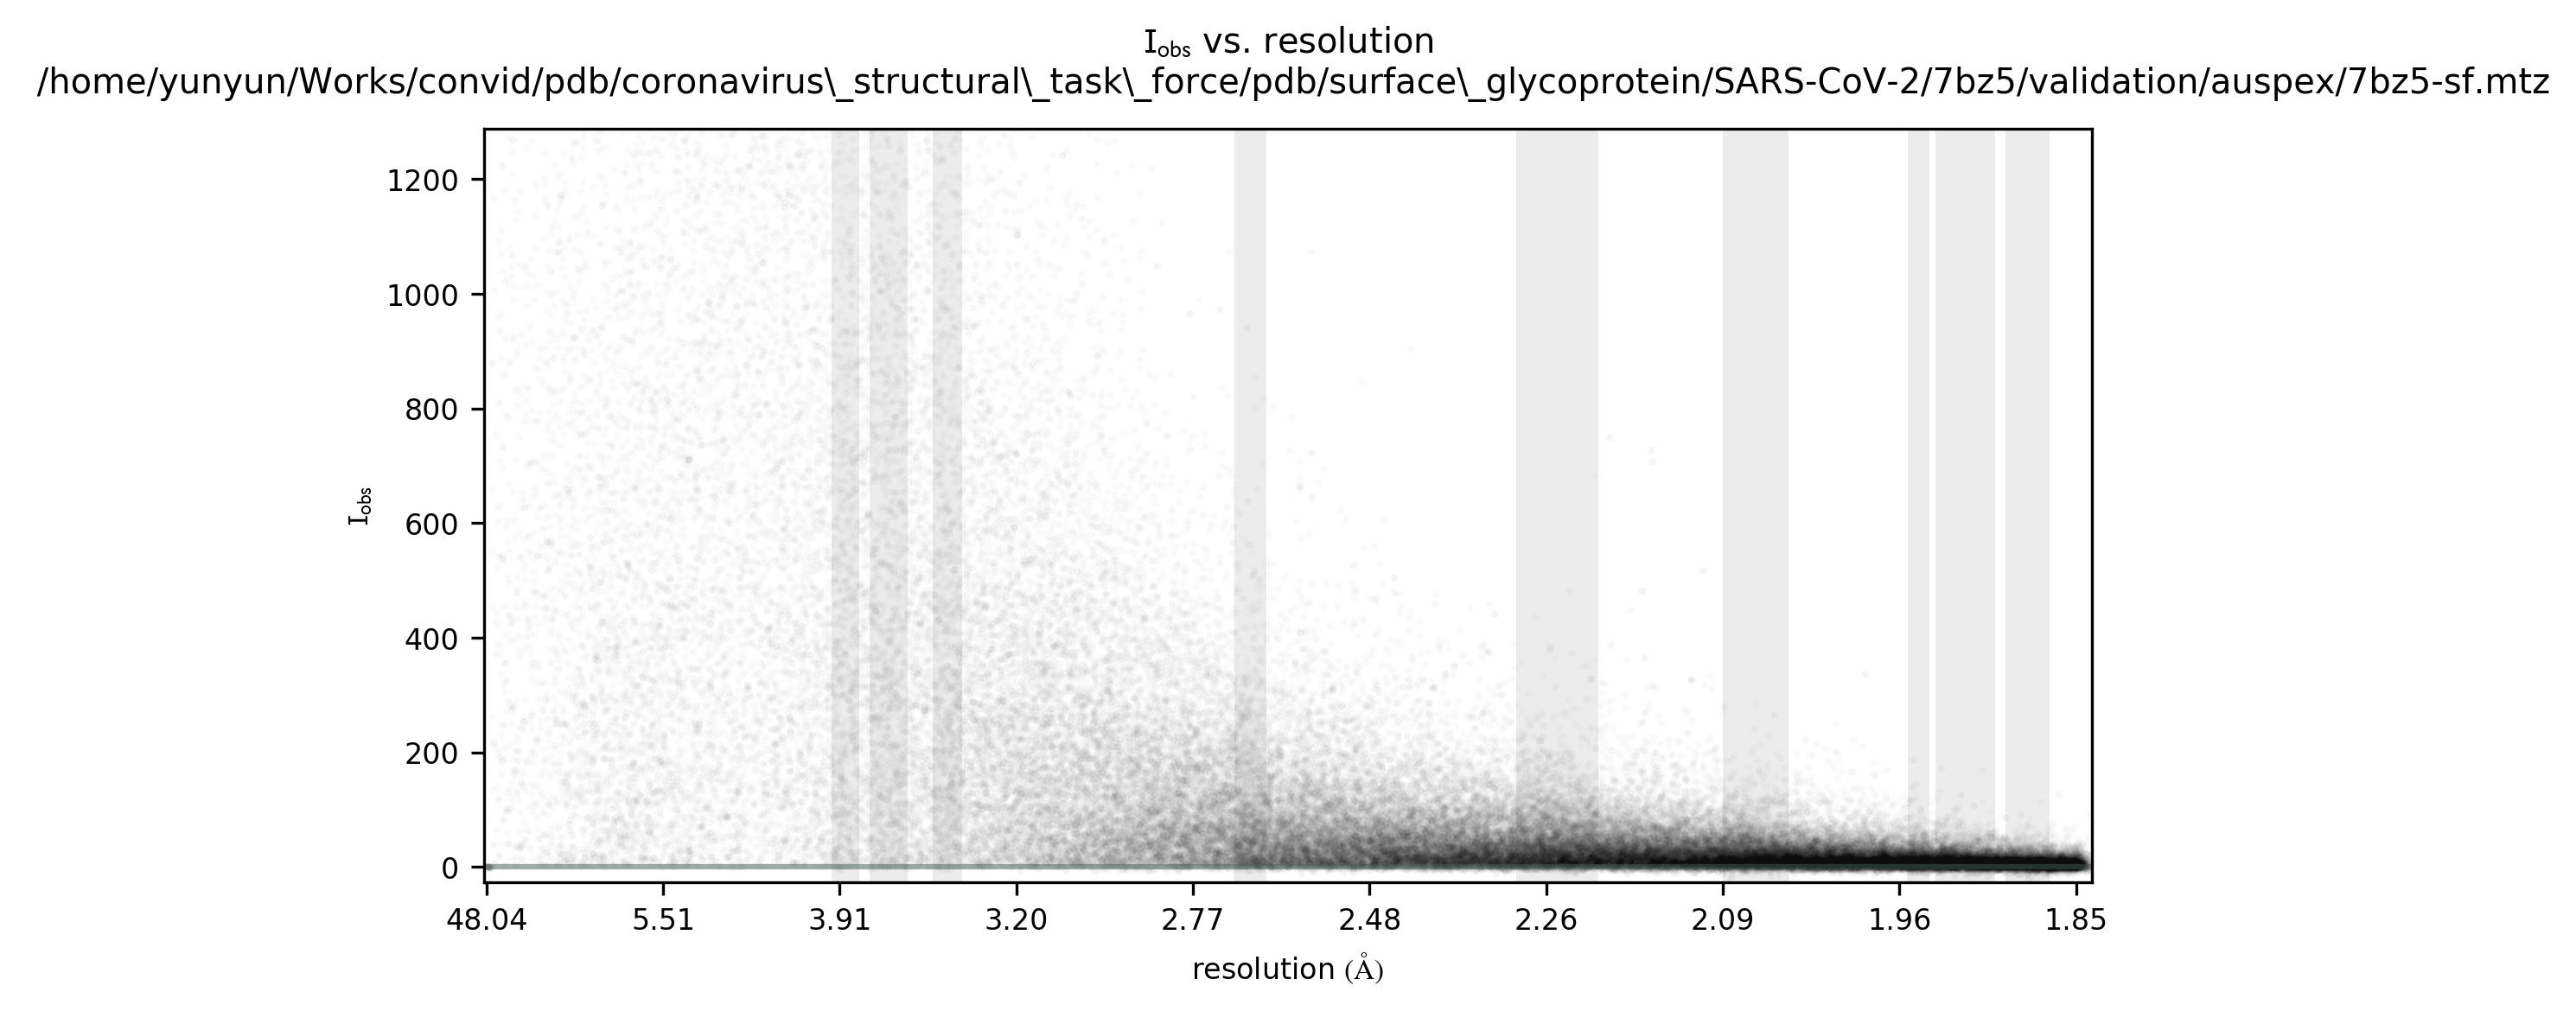 I_obs vs. resolution
/home/yunyun/Works/convid/pdb/coronavirus\_structural\_task\_force/pdb/surface\_glycoprotein/SARS-CoV-2/7bz5/validation/auspex/7bz5-sf.mtz
1200
1000
800
600
400
200
0
I_obs
48.04 5.51 3.91 3.20 2.77 2.48 2.26 2.09 1.96 1.85
resolution (Å)